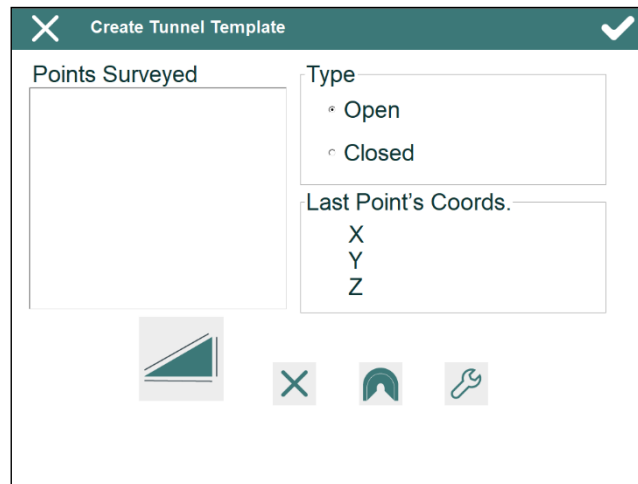 Create Tunnel Template
Points Surveyed
Type
Open
Closed
Last Point's Coords.
X
Y
Z